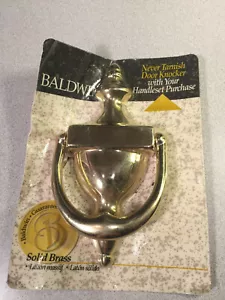 BALDW
Never Tarnish
Door Knocker
with Your
Handleset Purchase
Solid Brass